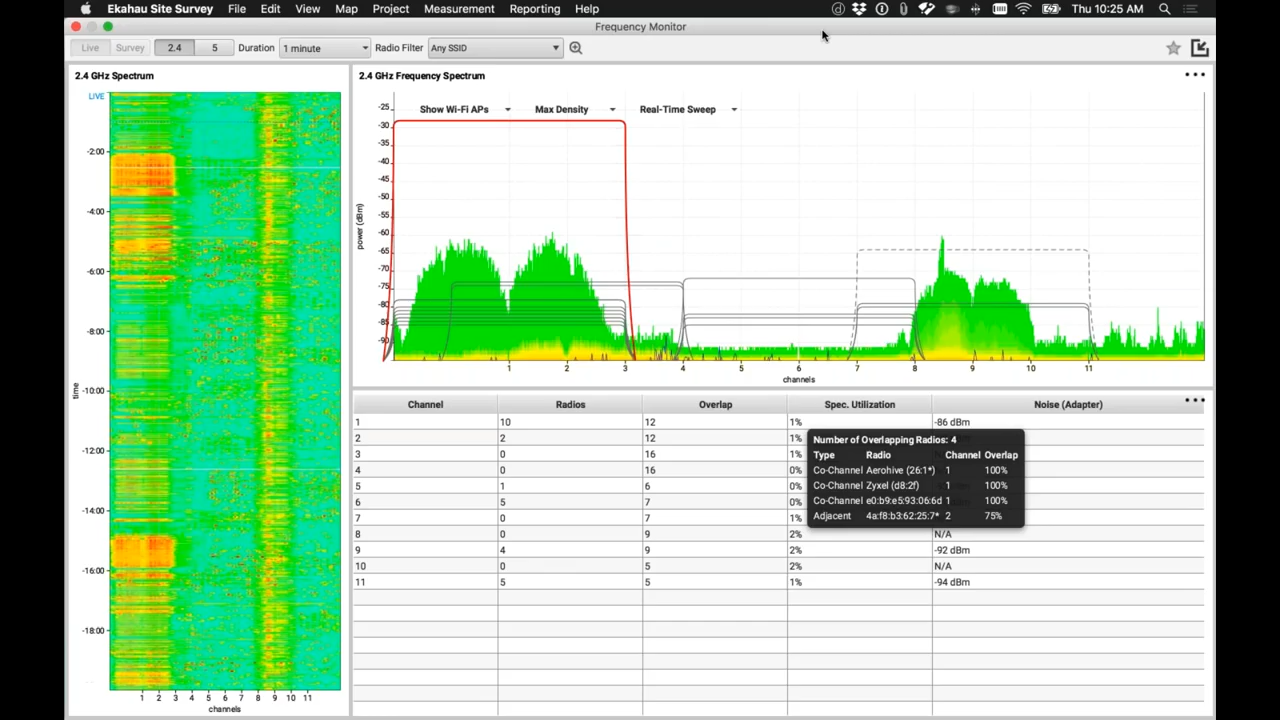 Ekahau Site Survey File Edit View Map Project Measurement Reporting Help Thu 10:25 AM
Frequency Monitor
Live Survey 2.4 5 Duration 1 minute Radio Filter Any SSID
2.4 GHz Spectrum
LIVE
-2:00
-4:00
-6:00
-8:00
-10:00
-12:00
-14:00
-16:00
-18:00
time
1 2 3 4 5 6 7 8 9 10 11
channels
2.4 GHz Frequency Spectrum
Show Wi-Fi APs Max Density Real-Time Sweep
-25
-30
-35
-40
-45
-50
-55
-60
-65
-70
-75
-80
-85
-90
power (dBm)
1 2 3 4 5 6 7 8 9 10 11
channels
Channel Radios Overlap Spec. Utilization Noise (Adapter)
1 10 12 1% -86 dBm
2 2 12 1%
3 0 16 1%
4 0 16 0%
5 1 6 0%
6 5 7 0%
7 0 7 1%
8 0 9 2% N/A
9 4 9 2% -92 dBm
10 0 5 2% N/A
11 5 5 1% -94 dBm
Number of Overlapping Radios: 4
Type Radio Channel Overlap
Co-Channel Aerohive (26:1*) 1 100%
Co-Channel Zyxel (d8:2f) 1 100%
Co-Channel e0:b9:e5:93:06:6d 1 100%
Adjacent 4a:f8:b3:62:25:7* 2 75%